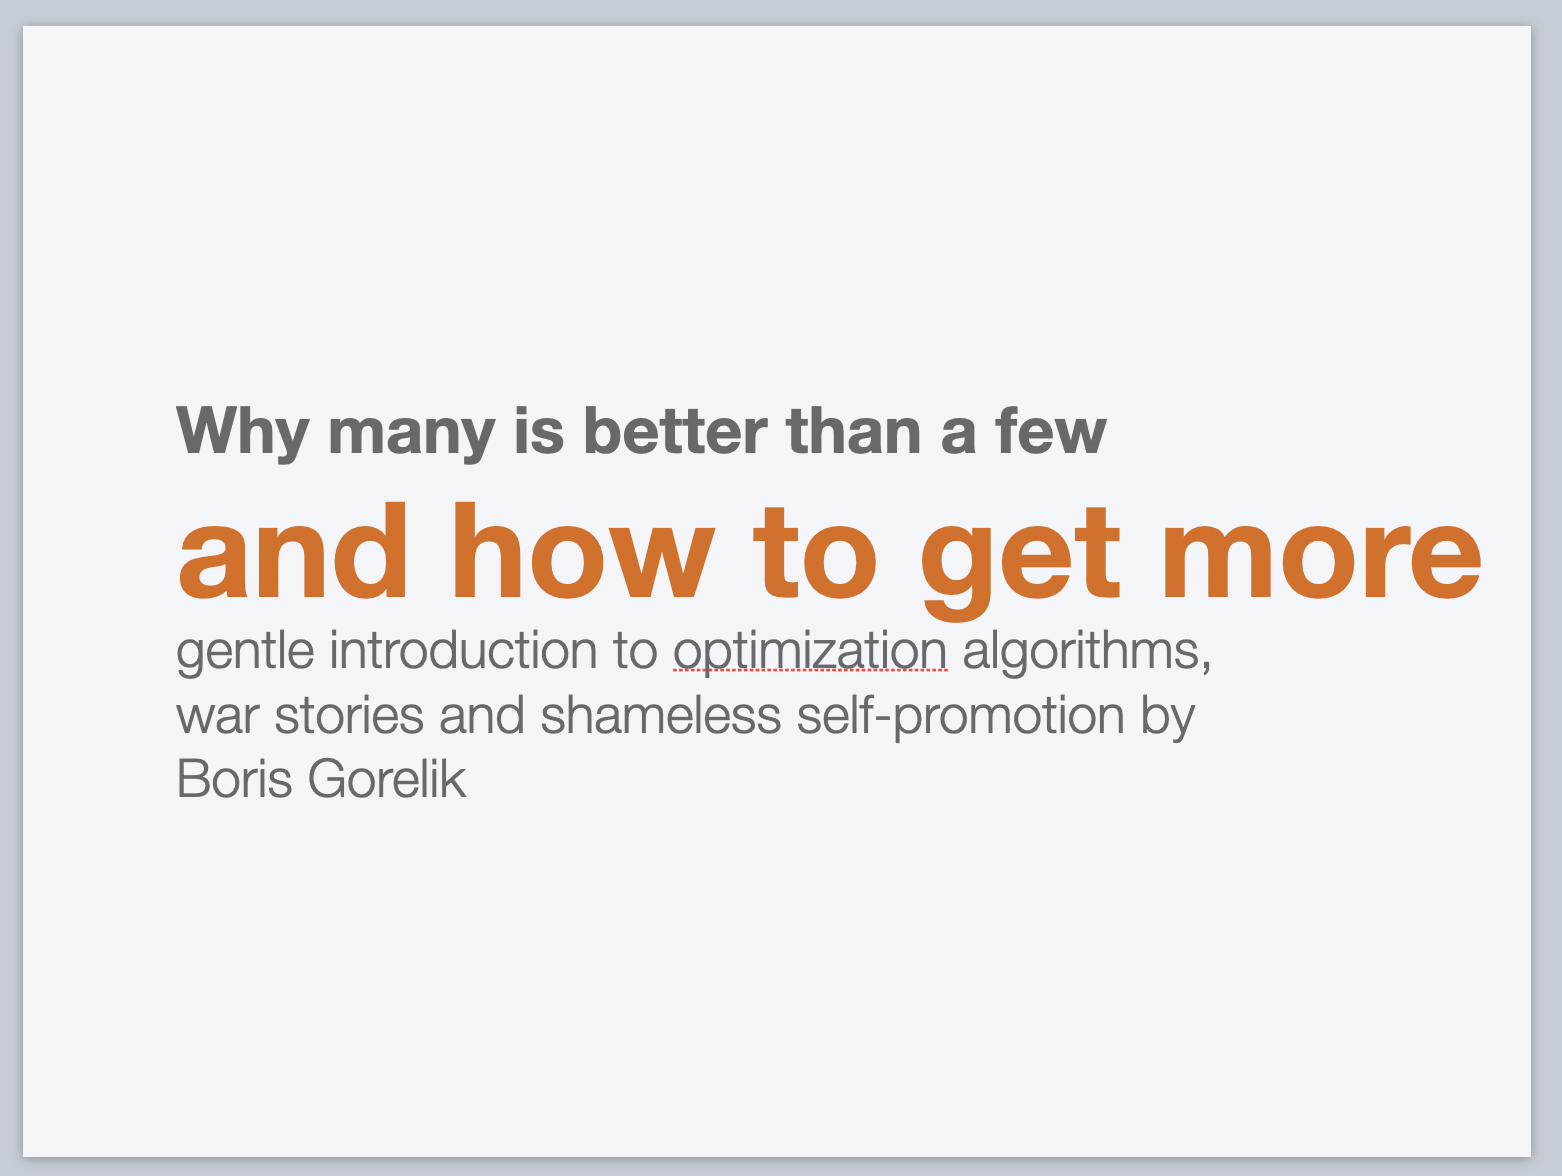 Why many is better than a few
and how to get more
gentle introduction to optimization algorithms,
war stories and shameless self-promotion by
Boris Gorelik